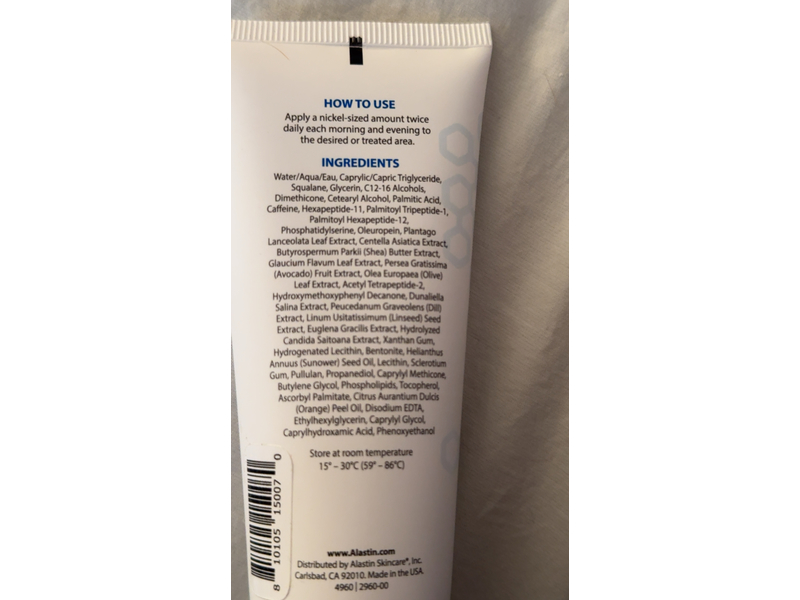 HOW TO USE
Apply a nickel-sized amount twice
daily each morning and evening to
the desired or treated area.
INGREDIENTS
Water/Aqua/Eau, Caprylic/Capric Triglyceride,
Squalane, Glycerin, C12-16 Alcohols,
Dimethicone, Cetearyl Alcohol, Palmitic Acid,
Caffeine, Hexapeptide-11, Palmitoyl Tripeptide-1,
Palmitoyl Hexapeptide-12,
Phosphatidylserine, Oleuropein, Plantago
Lanceolata Leaf Extract, Centella Asiatica Extract,
Butyrospermum Parkii (Shea) Butter Extract,
Glaucium Flavum Leaf Extract, Persea Gratissima
(Avocado) Fruit Extract, Olea Europaea (Olive)
Leaf Extract, Acetyl Tetrapeptide-2,
Hydroxymethoxyphenyl Decanone, Dunaliella
Salina Extract, Peucedanum Graveolens (Dill)
Extract, Linum Usitatissimum (Linseed) Seed
Extract, Euglena Gracilis Extract, Hydrolyzed
Candida Saitoana Extract, Xanthan Gum,
Hydrogenated Lecithin, Bentonite, Helianthus
Annuus (Sunower) Seed Oil, Lecithin, Sclerotium
Gum, Pullulan, Propanediol, Caprylyl Methicone,
Butylene Glycol, Phospholipids, Tocopherol,
Ascorbyl Palmitate, Citrus Aurantium Dulcis
(Orange) Peel Oil, Disodium EDTA,
Ethylhexylglycerin, Caprylyl Glycol,
Caprylhydroxamic Acid, Phenoxyethanol
Store at room temperature
15° – 30°C (59° – 86°C)
8 10105 15007 0
www.Alastin.com
Distributed by Alastin Skincare®, Inc.
Carlsbad, CA 92010. Made in the USA.
4960 | 2960-00